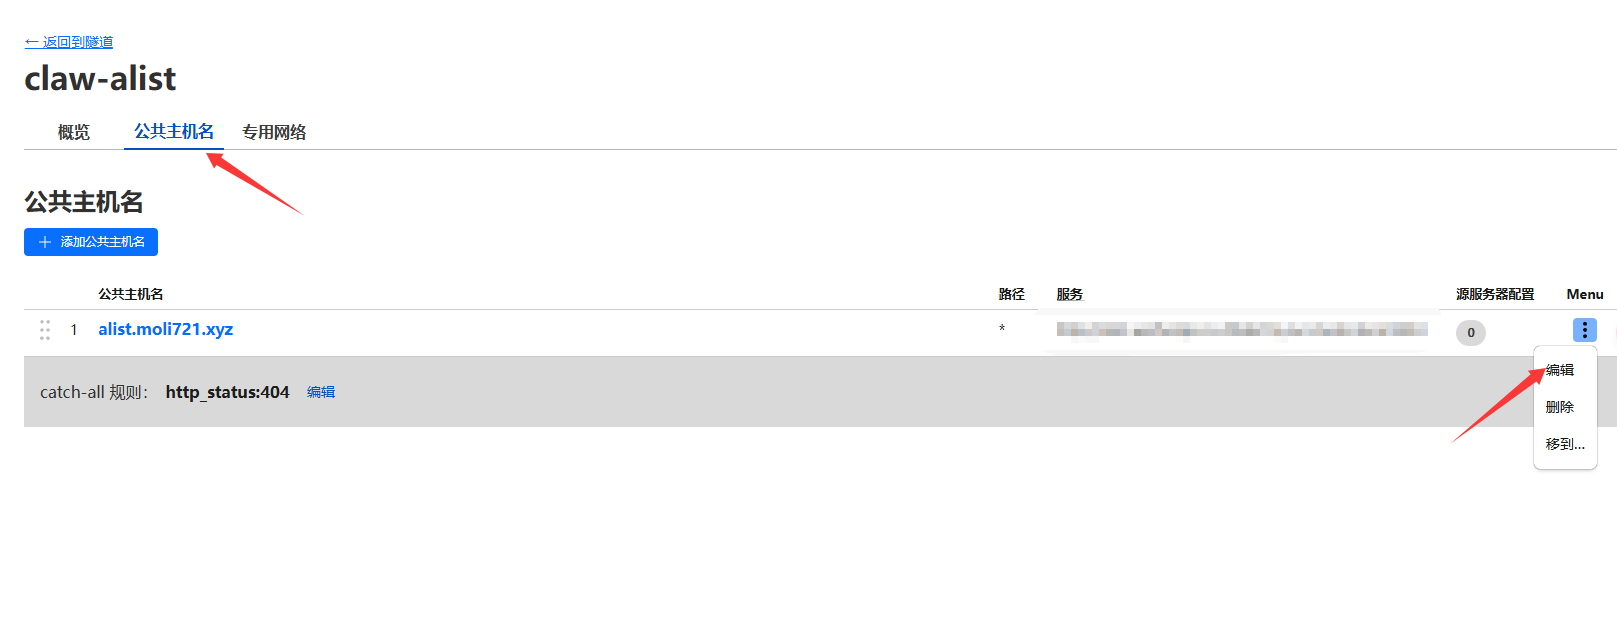 ← 返回到隧道
claw-alist
概览 公共主机名 专用网络
公共主机名
＋ 添加公共主机名
公共主机名 路径 服务 源服务器配置 Menu
1 alist.moli721.xyz * 0
编辑
catch-all 规则： http_status:404 编辑
删除
移到...